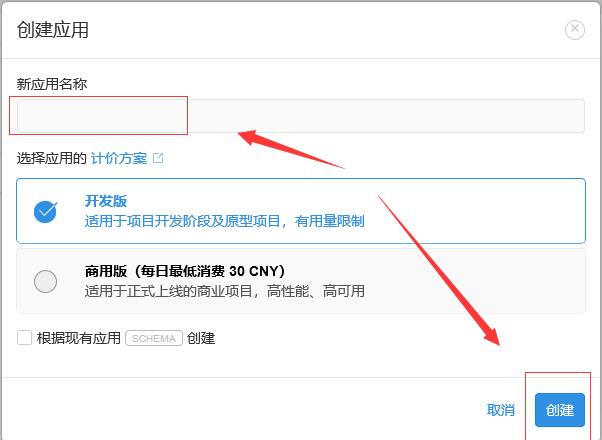 创建应用
新应用名称
选择应用的 计价方案
开发版
适用于项目开发阶段及原型项目，有用量限制
商用版（每日最低消费 30 CNY）
适用于正式上线的商业项目，高性能、高可用
根据现有应用 SCHEMA 创建
取消 创建